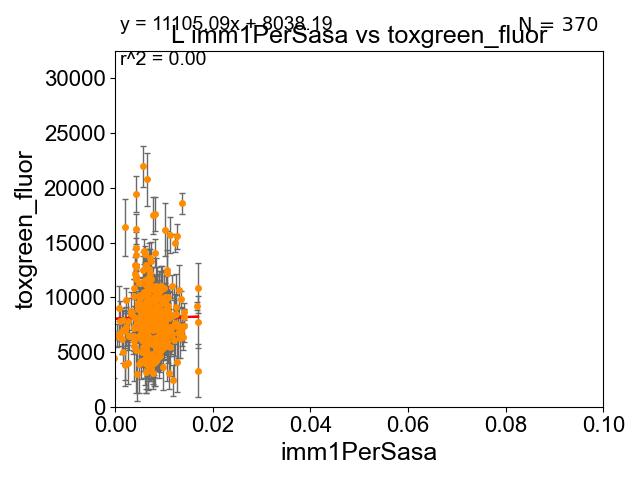 y = 11105.09x + 8038.19
N = 370
L imm1PerSasa vs toxgreen_fluor
r^2 = 0.00
30000
25000
20000
15000
10000
5000
0
toxgreen_fluor
0.00 0.02 0.04 0.06 0.08 0.10
imm1PerSasa